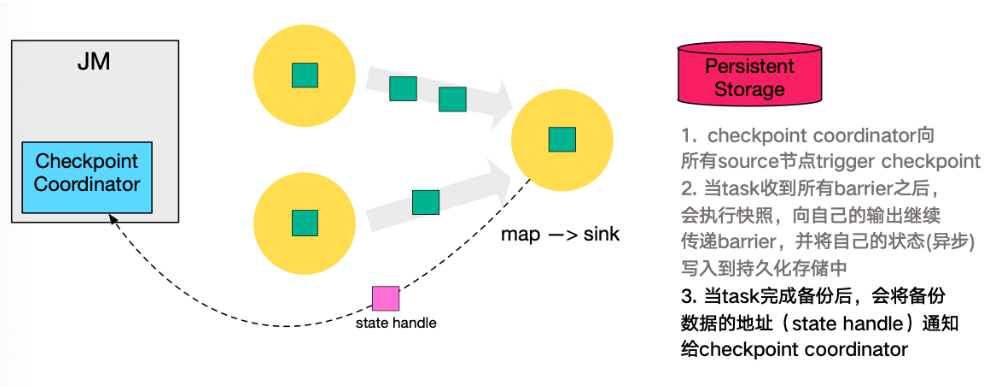 JM
Checkpoint
Coordinator
map —> sink
state handle
Persistent
Storage
1. checkpoint coordinator向
所有source节点trigger checkpoint
2. 当task收到所有barrier之后，
会执行快照，向自己的输出继续
传递barrier，并将自己的状态(异步)
写入到持久化存储中
3. 当task完成备份后，会将备份
数据的地址（state handle）通知
给checkpoint coordinator